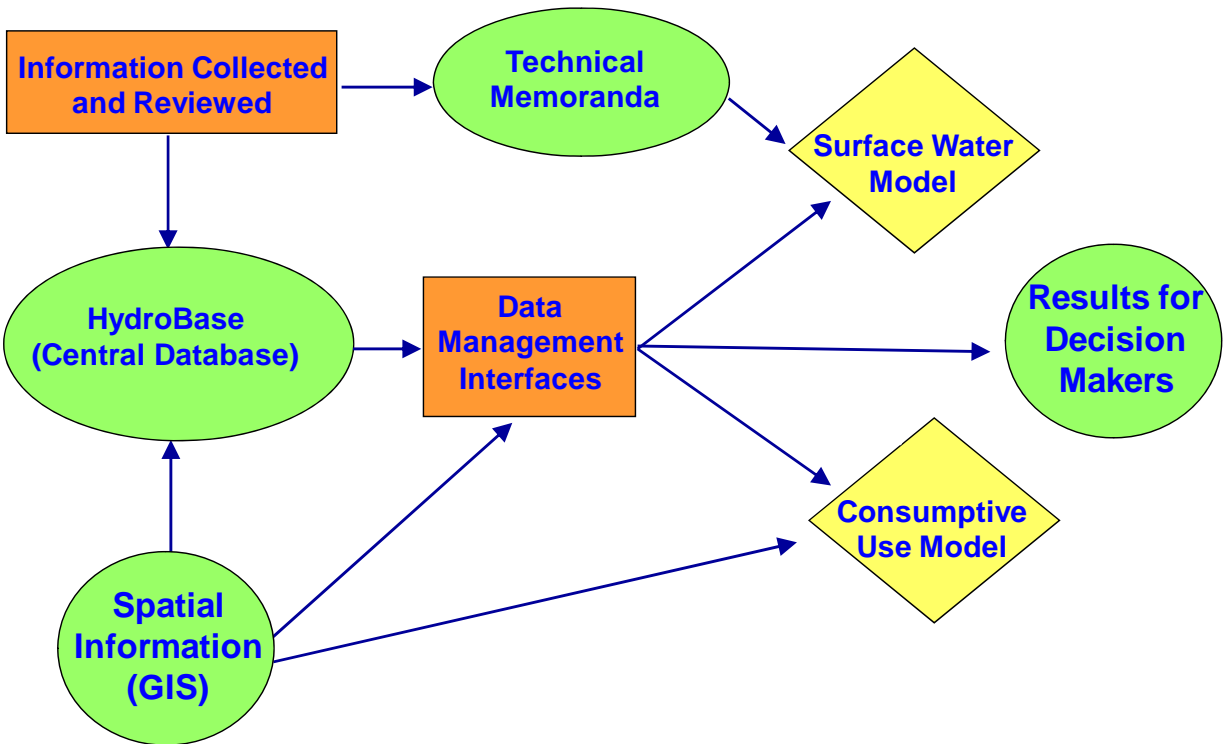 Information Collected
and Reviewed
Technical
Memoranda
Surface Water
Model
HydroBase
(Central Database)
Data
Management
Interfaces
Results for
Decision
Makers
Consumptive
Use Model
Spatial
Information
(GIS)